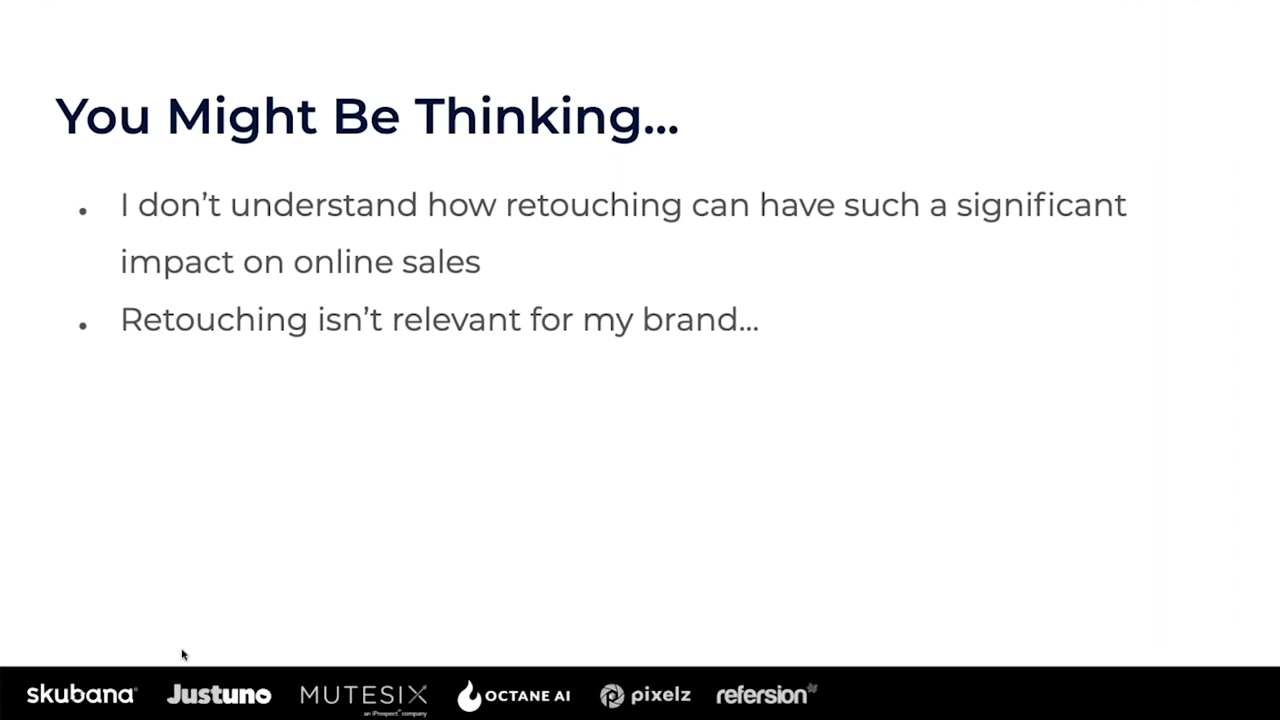 You Might Be Thinking...
• I don't understand how retouching can have such a significant
impact on online sales
• Retouching isn't relevant for my brand...
skubana Justuno MUTESIX OCTANE AI pixelz refersion
an iProspect company